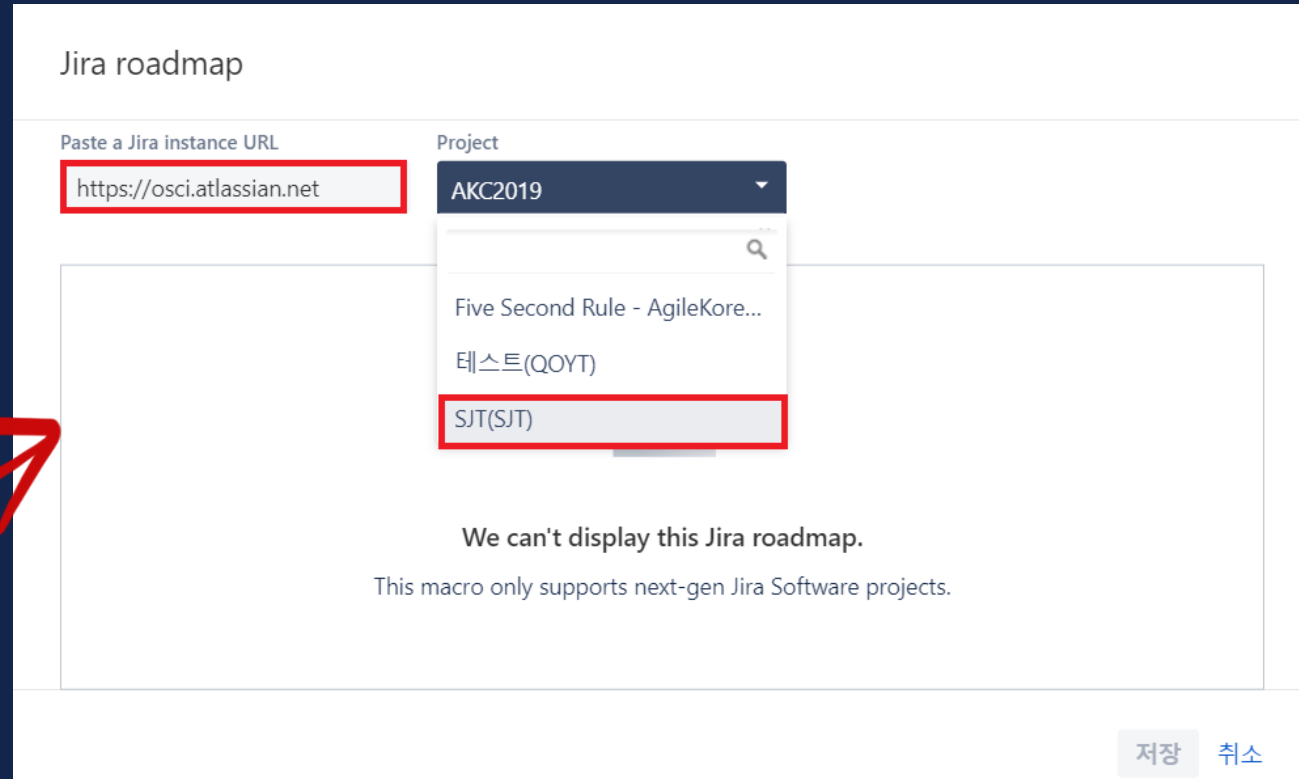 Jira roadmap
Paste a Jira instance URL
Project
https://osci.atlassian.net
AKC2019
Five Second Rule - AgileKore...
테스트(QOYT)
SJT(SJT)
We can't display this Jira roadmap.
This macro only supports next-gen Jira Software projects.
저장
취소